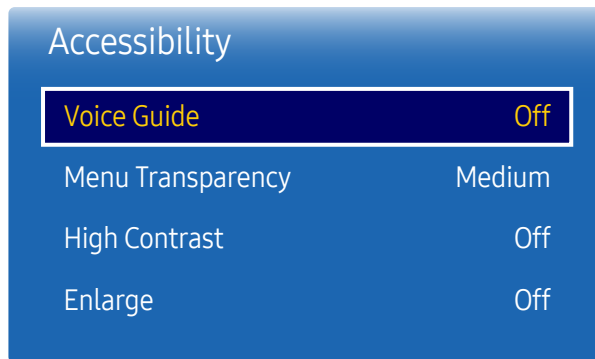 Accessibility
Voice Guide Off
Menu Transparency Medium
High Contrast Off
Enlarge Off